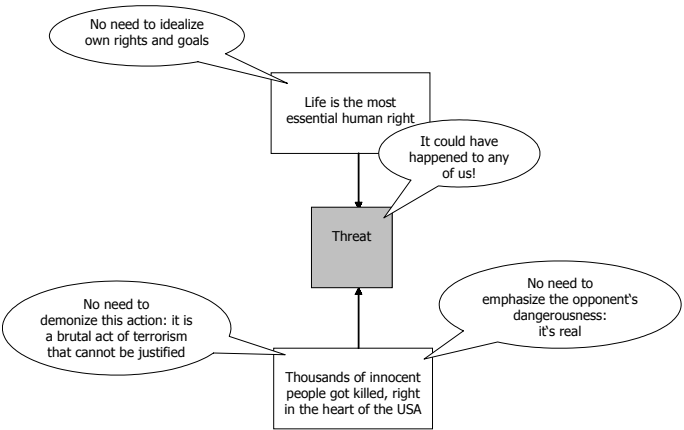 No need to idealize
own rights and goals
Life is the most
essential human right
It could have
happened to any
of us!
Threat
No need to
demonize this action: it is
a brutal act of terrorism
that cannot be justified
No need to
emphasize the opponent's
dangerousness:
it's real
Thousands of innocent
people got killed, right
in the heart of the USA